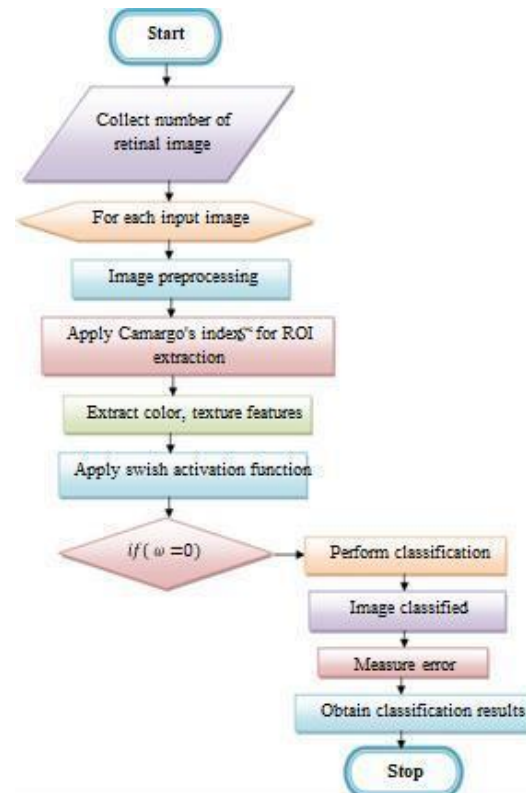 Start
Collect number of
retinal image
For each input image
Image preprocessing
Apply Camargo's index for ROI
extraction
Extract color, texture features
Apply swish activation function
if( ω =0)
Perform classification
Image classified
Measure error
Obtain classification results
Stop